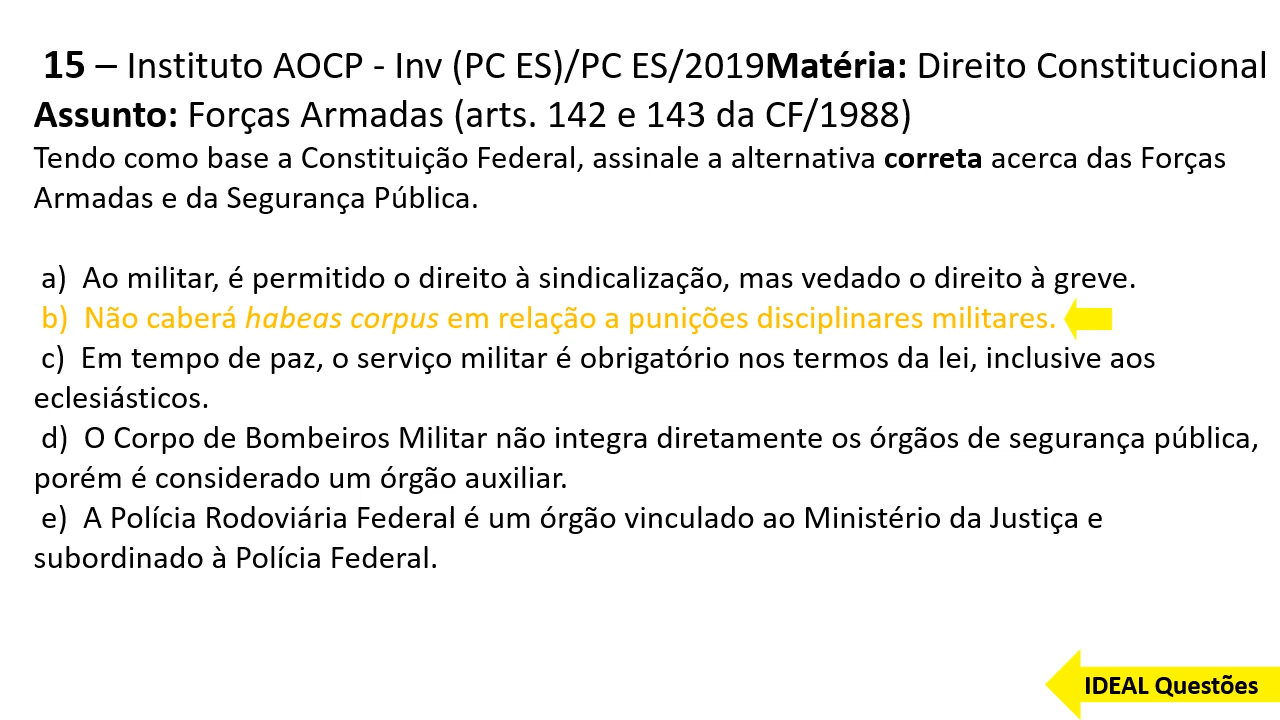 15 – Instituto AOCP - Inv (PC ES)/PC ES/2019Matéria: Direito Constitucional
Assunto: Forças Armadas (arts. 142 e 143 da CF/1988)
Tendo como base a Constituição Federal, assinale a alternativa correta acerca das Forças
Armadas e da Segurança Pública.
a) Ao militar, é permitido o direito à sindicalização, mas vedado o direito à greve.
b) Não caberá habeas corpus em relação a punições disciplinares militares.
c) Em tempo de paz, o serviço militar é obrigatório nos termos da lei, inclusive aos
eclesiásticos.
d) O Corpo de Bombeiros Militar não integra diretamente os órgãos de segurança pública,
porém é considerado um órgão auxiliar.
e) A Polícia Rodoviária Federal é um órgão vinculado ao Ministério da Justiça e
subordinado à Polícia Federal.
IDEAL Questões